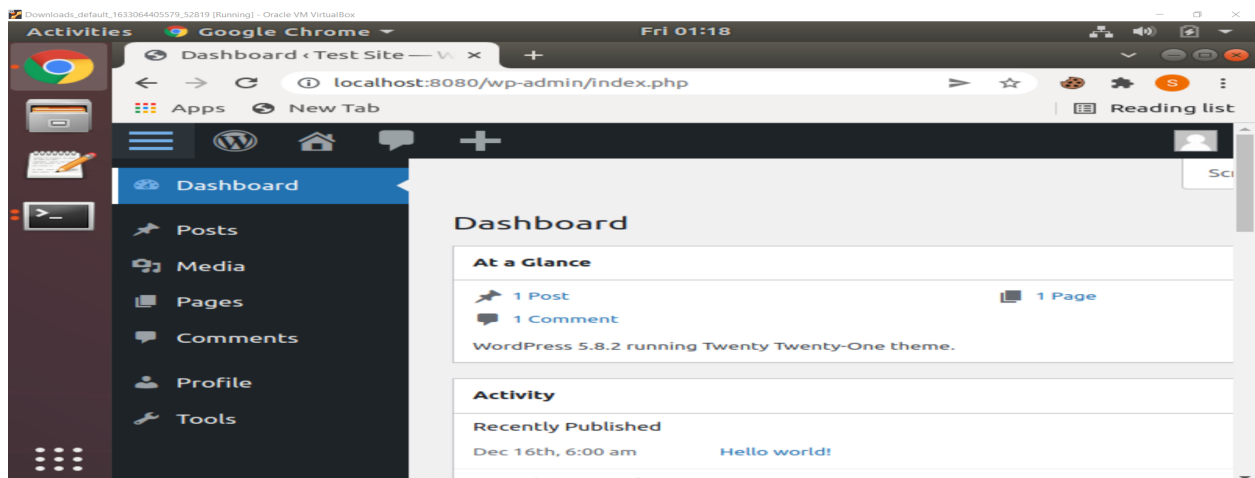 Downloads_default_1633064405579_52819 [Running] - Oracle VM VirtualBox
Activities Google Chrome Fri 01:18
Dashboard ‹ Test Site —
localhost:8080/wp-admin/index.php S
Apps New Tab Reading list
Dashboard
Posts
Media
Pages
Comments
Profile
Tools
Dashboard
At a Glance
1 Post 1 Page
1 Comment
WordPress 5.8.2 running Twenty Twenty-One theme.
Activity
Recently Published
Dec 16th, 6:00 am Hello world!